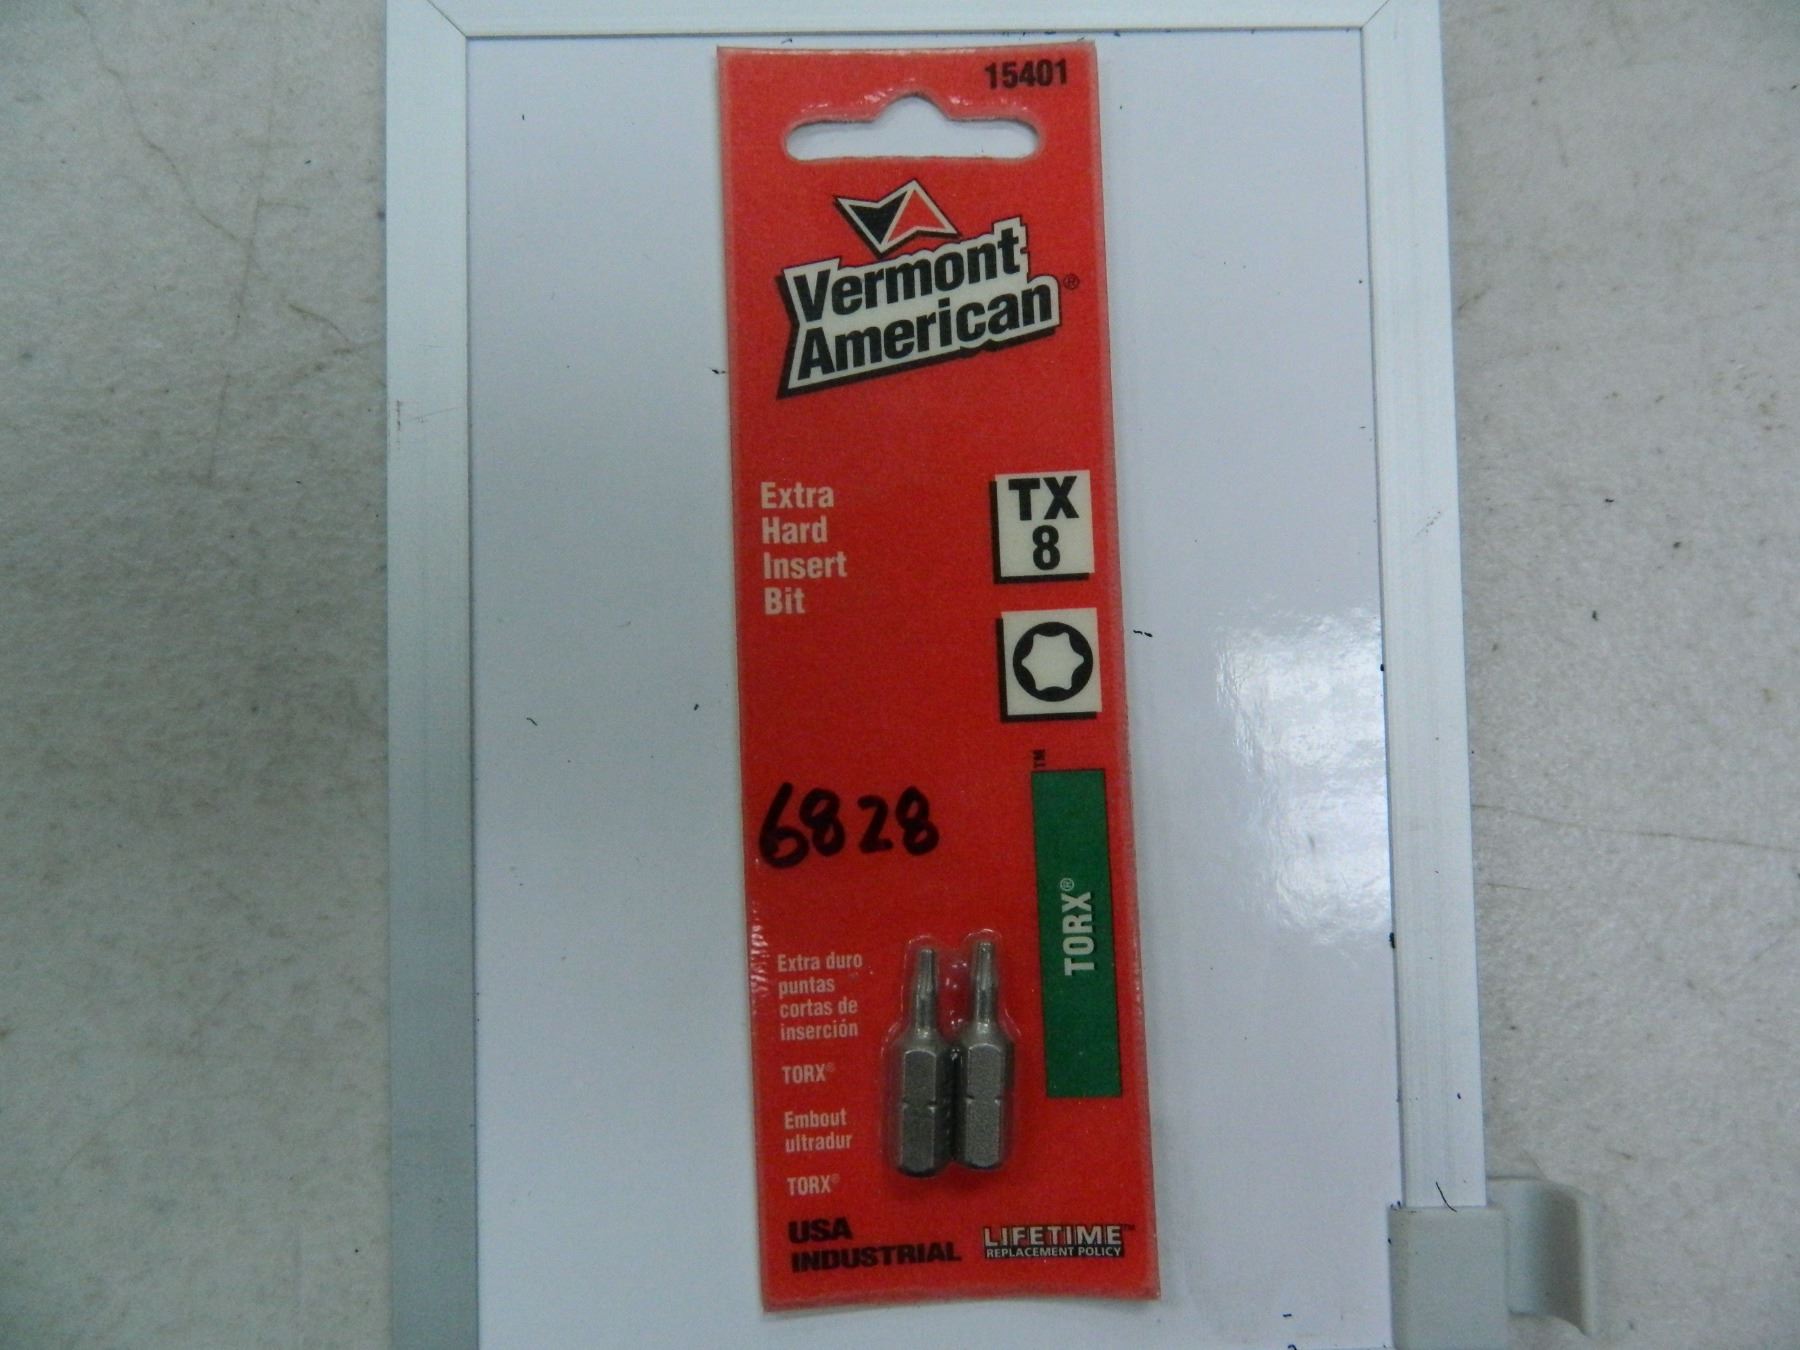 15401
Vermont
American®
Extra
Hard
Insert
Bit
TX
8
TM
6828
TORX®
Extra duro
puntas
cortas de
inserción
TORX®
Embout
ultradur
TORX®
USA
INDUSTRIAL
LIFETIME™
REPLACEMENT POLICY